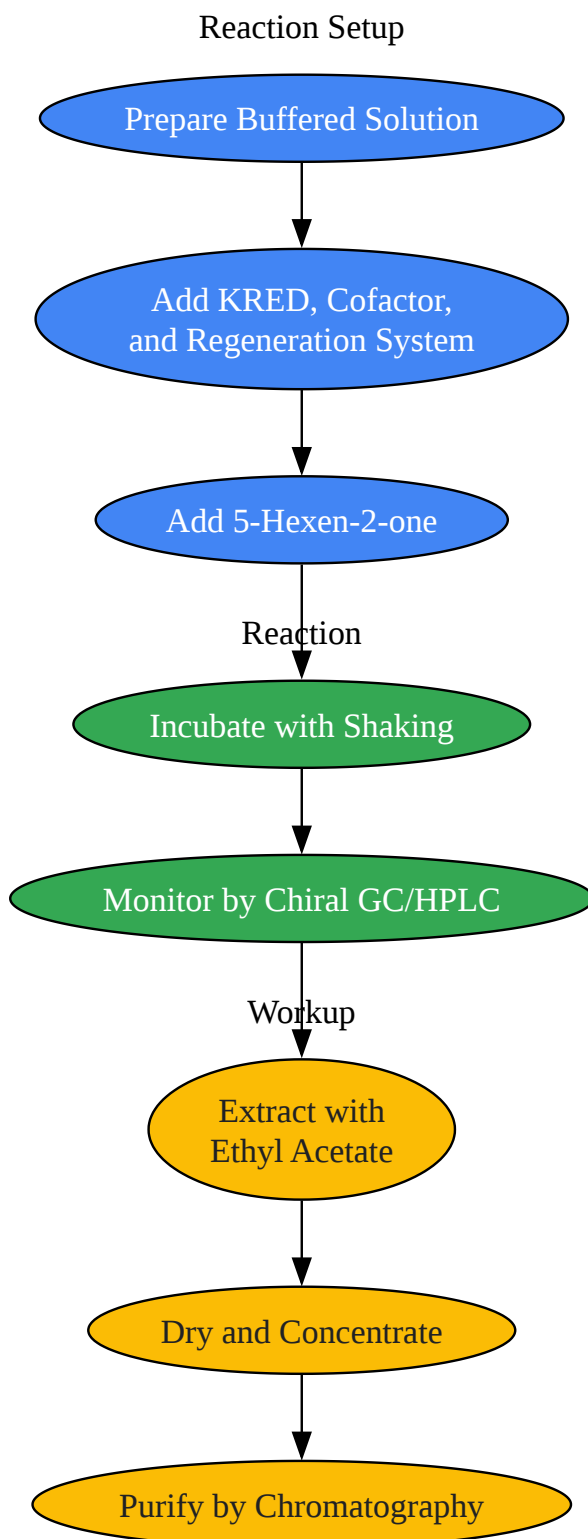 Reaction Setup
Prepare Buffered Solution
Add KRED, Cofactor,
and Regeneration System
Add 5-Hexen-2-one
Reaction
Incubate with Shaking
Monitor by Chiral GC/HPLC
Workup
Extract with
Ethyl Acetate
Dry and Concentrate
Purify by Chromatography